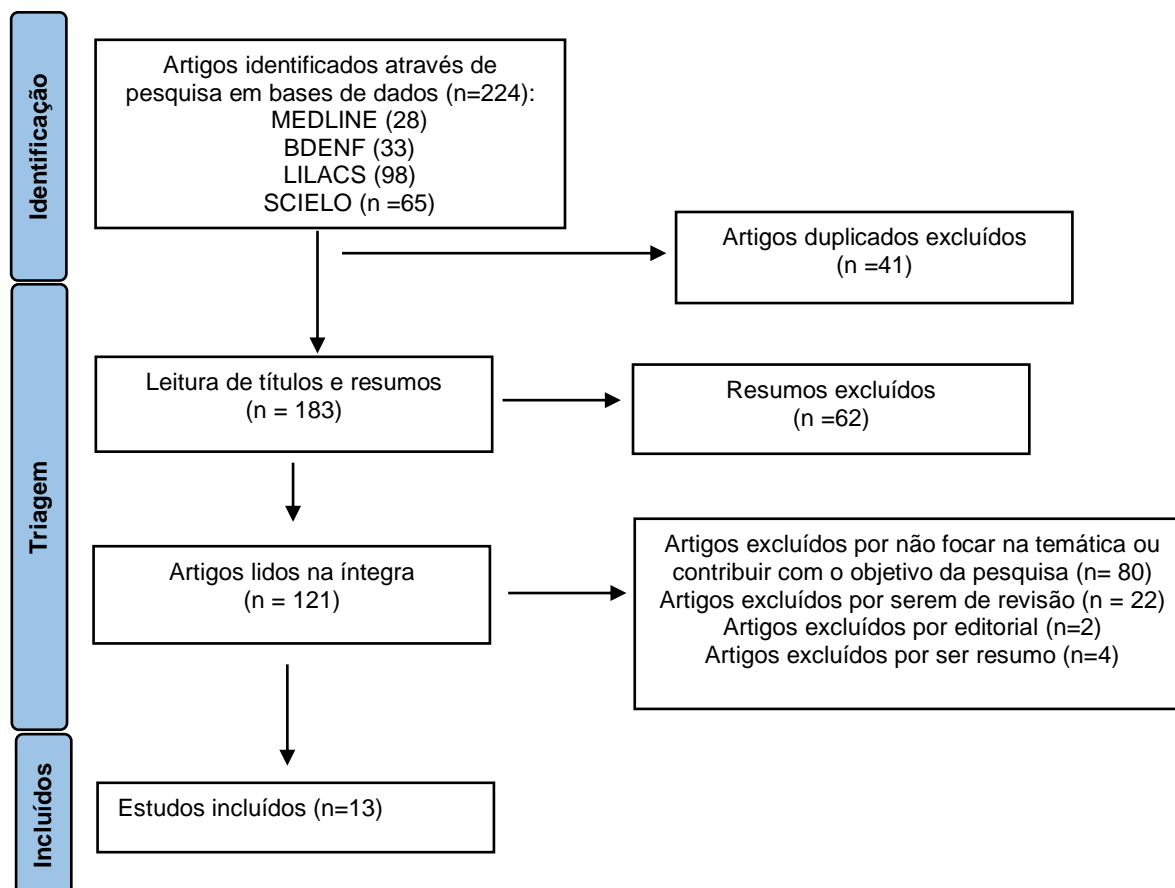 Identificação
Artigos identificados através de
pesquisa em bases de dados (n=224):
MEDLINE (28)
BDENF (33)
LILACS (98)
SCIELO (n =65)
Artigos duplicados excluídos
(n =41)
Triagem
Leitura de títulos e resumos
(n = 183)
Resumos excluídos
(n =62)
Artigos lidos na íntegra
(n = 121)
Artigos excluídos por não focar na temática ou
contribuir com o objetivo da pesquisa (n= 80)
Artigos excluídos por serem de revisão (n = 22)
Artigos excluídos por editorial (n=2)
Artigos excluídos por ser resumo (n=4)
Incluídos
Estudos incluídos (n=13)